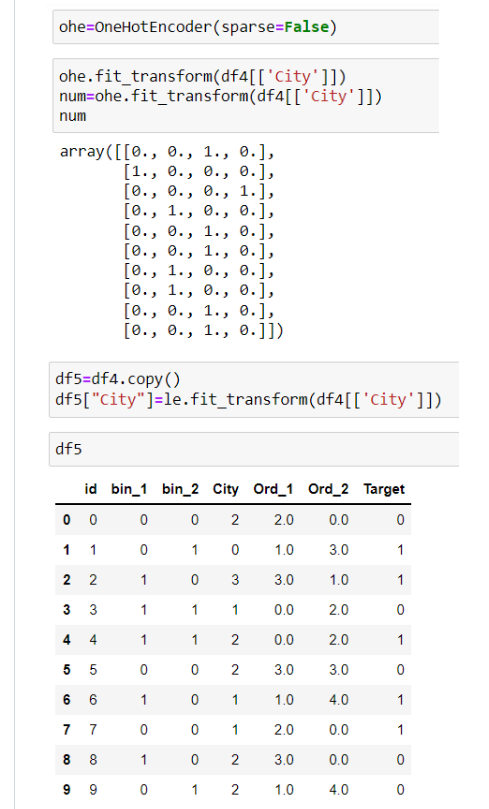 ohe=OneHotEncoder(sparse=False)
ohe.fit_transform(df4[['City']])
num=ohe.fit_transform(df4[['City']])
num
array([[0., 0., 1., 0.],
[1., 0., 0., 0.],
[0., 0., 0., 1.],
[0., 1., 0., 0.],
[0., 0., 1., 0.],
[0., 0., 1., 0.],
[0., 1., 0., 0.],
[0., 1., 0., 0.],
[0., 0., 1., 0.],
[0., 0., 1., 0.]])
df5=df4.copy()
df5["City"]=le.fit_transform(df4[['City']])
df5
id bin_1 bin_2 City Ord_1 Ord_2 Target
0 0 0 0 2 2.0 0.0 0
1 1 0 1 0 1.0 3.0 1
2 2 1 0 3 3.0 1.0 1
3 3 1 1 1 0.0 2.0 0
4 4 1 1 2 0.0 2.0 1
5 5 0 0 2 3.0 3.0 0
6 6 1 0 1 1.0 4.0 1
7 7 0 0 1 2.0 0.0 1
8 8 1 0 2 3.0 0.0 0
9 9 0 1 2 1.0 4.0 0